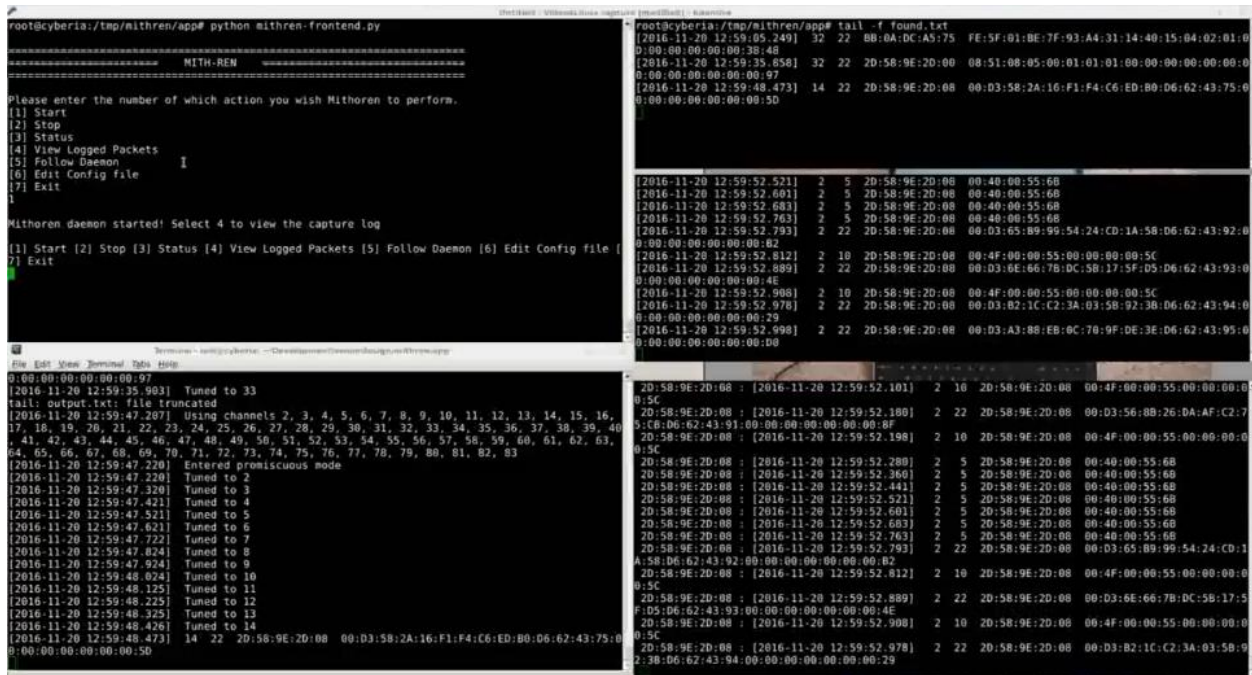 root@cyberia:/tmp/mithren/app# python mithren-frontend.py
================================================
MITH-REN
Please enter the number of which action you wish Mithoren to perform.
[1] Start
[2] Stop
[3] Status
[4] View Logged Packets
[5] Follow Daemon
[6] Edit Config file
[7] Exit
1
Mithoren daemon started! Select 4 to view the capture log
[1] Start [2] Stop [3] Status [4] View Logged Packets [5] Follow Daemon [6] Edit Config file [
7] Exit
File Edit View Terminal Tabs Help
0:00:00:00:00:00:00:97
[2016-11-20 12:59:35.903] Tuned to 33
tail: output.txt: file truncated
[2016-11-20 12:59:47.207] Using channels 2, 3, 4, 5, 6, 7, 8, 9, 10, 11, 12, 13, 14, 15, 16,
17, 18, 19, 20, 21, 22, 23, 24, 25, 26, 27, 28, 29, 30, 31, 32, 33, 34, 35, 36, 37, 38, 39, 40
, 41, 42, 43, 44, 45, 46, 47, 48, 49, 50, 51, 52, 53, 54, 55, 56, 57, 58, 59, 60, 61, 62, 63,
64, 65, 66, 67, 68, 69, 70, 71, 72, 73, 74, 75, 76, 77, 78, 79, 80, 81, 82, 83
[2016-11-20 12:59:47.220] Entered promiscuous mode
[2016-11-20 12:59:47.220] Tuned to 2
[2016-11-20 12:59:47.320] Tuned to 3
[2016-11-20 12:59:47.421] Tuned to 4
[2016-11-20 12:59:47.521] Tuned to 5
[2016-11-20 12:59:47.621] Tuned to 6
[2016-11-20 12:59:47.722] Tuned to 7
[2016-11-20 12:59:47.824] Tuned to 8
[2016-11-20 12:59:47.924] Tuned to 9
[2016-11-20 12:59:48.024] Tuned to 10
[2016-11-20 12:59:48.125] Tuned to 11
[2016-11-20 12:59:48.225] Tuned to 12
[2016-11-20 12:59:48.325] Tuned to 13
[2016-11-20 12:59:48.426] Tuned to 14
[2016-11-20 12:59:48.473] 14 22 2D:58:9E:2D:08 00:D3:58:2A:16:F1:F4:C6:ED:B0:D6:62:43:75:0
0:00:00:00:00:00:00:5D
root@cyberia:/tmp/mithren/app# tail -f found.txt
[2016-11-20 12:59:05.249] 32 22 BB:0A:DC:A5:75 FE:5F:01:BE:7F:93:A4:31:14:40:15:04:02:01:0
D:00:00:00:00:00:38:48
[2016-11-20 12:59:35.858] 32 22 2D:58:9E:2D:00 08:51:08:05:00:01:01:01:00:00:00:00:00:00:0
0:00:00:00:00:00:00:97
[2016-11-20 12:59:48.473] 14 22 2D:58:9E:2D:08 00:D3:58:2A:16:F1:F4:C6:ED:B0:D6:62:43:75:0
0:00:00:00:00:00:00:5D
[2016-11-20 12:59:52.521] 2 5 2D:58:9E:2D:08 00:40:00:55:6B
[2016-11-20 12:59:52.601] 2 5 2D:58:9E:2D:08 00:40:00:55:6B
[2016-11-20 12:59:52.683] 2 5 2D:58:9E:2D:08 00:40:00:55:6B
[2016-11-20 12:59:52.763] 2 5 2D:58:9E:2D:08 00:40:00:55:6B
[2016-11-20 12:59:52.793] 2 22 2D:58:9E:2D:08 00:D3:65:B9:99:54:24:CD:1A:58:D6:62:43:92:0
0:00:00:00:00:00:00:B2
[2016-11-20 12:59:52.812] 2 10 2D:58:9E:2D:08 00:4F:00:00:55:00:00:00:00:5C
[2016-11-20 12:59:52.889] 2 22 2D:58:9E:2D:08 00:D3:6E:66:7B:DC:5B:17:5F:D5:D6:62:43:93:0
0:00:00:00:00:00:00:4E
[2016-11-20 12:59:52.908] 2 10 2D:58:9E:2D:08 00:4F:00:00:55:00:00:00:00:5C
[2016-11-20 12:59:52.978] 2 22 2D:58:9E:2D:08 00:D3:B2:1C:C2:3A:03:5B:92:3B:D6:62:43:94:0
0:00:00:00:00:00:00:29
[2016-11-20 12:59:52.998] 2 22 2D:58:9E:2D:08 00:D3:A3:88:EB:0C:70:9F:DE:3E:D6:62:43:95:0
0:00:00:00:00:00:00:D8
2D:58:9E:2D:08 : [2016-11-20 12:59:52.101] 2 10 2D:58:9E:2D:08 00:4F:00:00:55:00:00:00:0
0:5C
2D:58:9E:2D:08 : [2016-11-20 12:59:52.180] 2 22 2D:58:9E:2D:08 00:D3:56:8B:26:DA:AF:C2:7
5:CB:D6:62:43:91:00:00:00:00:00:00:00:8F
2D:58:9E:2D:08 : [2016-11-20 12:59:52.198] 2 10 2D:58:9E:2D:08 00:4F:00:00:55:00:00:00:0
0:5C
2D:58:9E:2D:08 : [2016-11-20 12:59:52.280] 2 5 2D:58:9E:2D:08 00:40:00:55:6B
2D:58:9E:2D:08 : [2016-11-20 12:59:52.360] 2 5 2D:58:9E:2D:08 00:40:00:55:6B
2D:58:9E:2D:08 : [2016-11-20 12:59:52.441] 2 5 2D:58:9E:2D:08 00:40:00:55:6B
2D:58:9E:2D:08 : [2016-11-20 12:59:52.521] 2 5 2D:58:9E:2D:08 00:40:00:55:6B
2D:58:9E:2D:08 : [2016-11-20 12:59:52.601] 2 5 2D:58:9E:2D:08 00:40:00:55:6B
2D:58:9E:2D:08 : [2016-11-20 12:59:52.683] 2 5 2D:58:9E:2D:08 00:40:00:55:6B
2D:58:9E:2D:08 : [2016-11-20 12:59:52.763] 2 5 2D:58:9E:2D:08 00:40:00:55:6B
2D:58:9E:2D:08 : [2016-11-20 12:59:52.793] 2 22 2D:58:9E:2D:08 00:D3:65:B9:99:54:24:CD:1
A:58:D6:62:43:92:00:00:00:00:00:00:00:B2
2D:58:9E:2D:08 : [2016-11-20 12:59:52.812] 2 10 2D:58:9E:2D:08 00:4F:00:00:55:00:00:00:0
0:5C
2D:58:9E:2D:08 : [2016-11-20 12:59:52.889] 2 22 2D:58:9E:2D:08 00:D3:6E:66:7B:DC:5B:17:5
F:D5:D6:62:43:93:00:00:00:00:00:00:00:4E
2D:58:9E:2D:08 : [2016-11-20 12:59:52.908] 2 10 2D:58:9E:2D:08 00:4F:00:00:55:00:00:00:0
0:5C
2D:58:9E:2D:08 : [2016-11-20 12:59:52.978] 2 22 2D:58:9E:2D:08 00:D3:B2:1C:C2:3A:03:5B:9
2:3B:D6:62:43:94:00:00:00:00:00:00:00:29